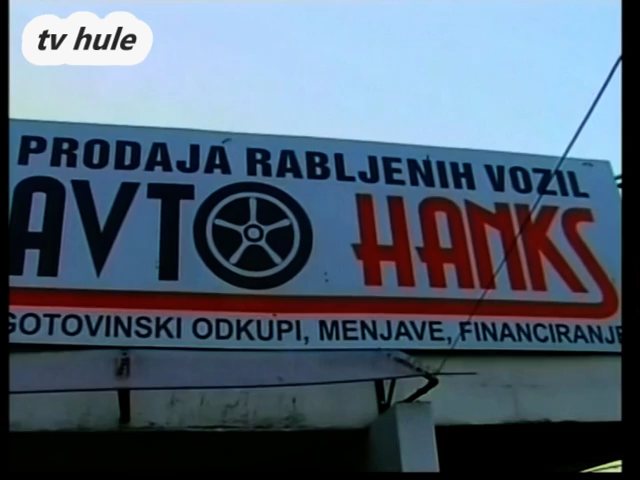 tv hule
PRODAJA RABLJENIH VOZIL
AVTO HANKS
GOTOVINSKI ODKUPI, MENJAVE, FINANCIRANJE